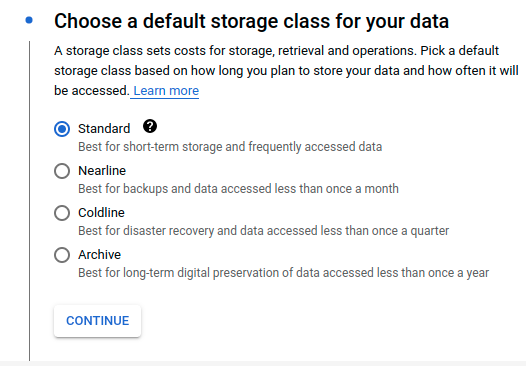 Choose a default storage class for your data
A storage class sets costs for storage, retrieval and operations. Pick a default
storage class based on how long you plan to store your data and how often it will
be accessed. Learn more
Standard ?
Best for short-term storage and frequently accessed data
Nearline
Best for backups and data accessed less than once a month
Coldline
Best for disaster recovery and data accessed less than once a quarter
Archive
Best for long-term digital preservation of data accessed less than once a year
CONTINUE